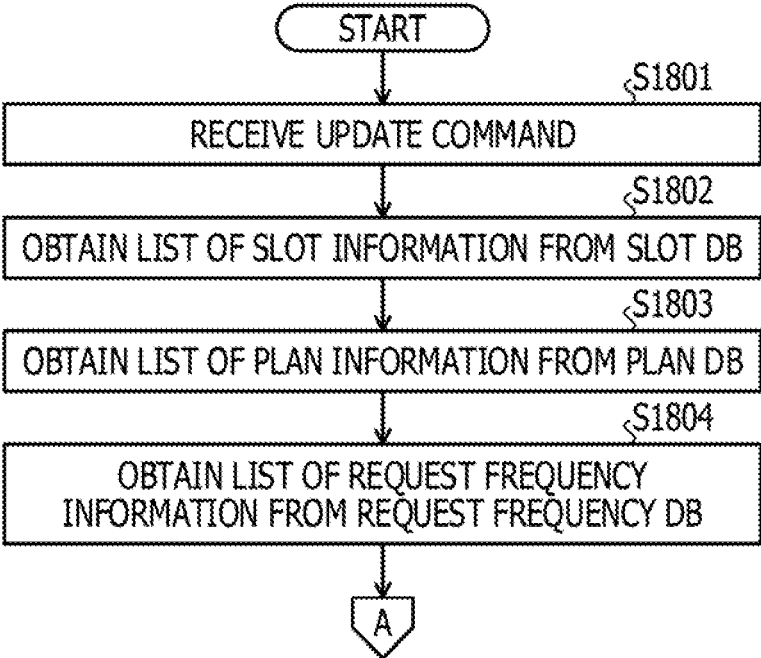 START
S1801
RECEIVE UPDATE COMMAND
S1802
OBTAIN LIST OF SLOT INFORMATION FROM SLOT DB
S1803
OBTAIN LIST OF PLAN INFORMATION FROM PLAN DB
S1804
OBTAIN LIST OF REQUEST FREQUENCY
INFORMATION FROM REQUEST FREQUENCY DB
A